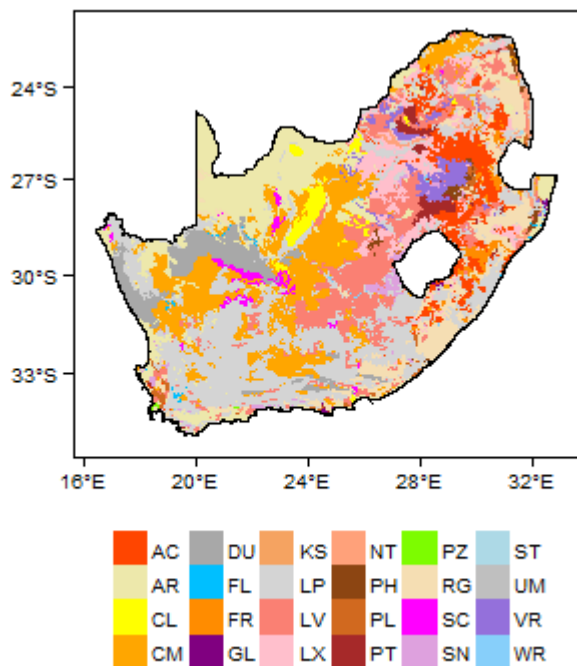 24°S
27°S
30°S
33°S
16°E 20°E 24°E 28°E 32°E
AC DU KS NT PZ ST
AR FL LP PH RG UM
CL FR LV PL SC VR
CM GL LX PT SN WR